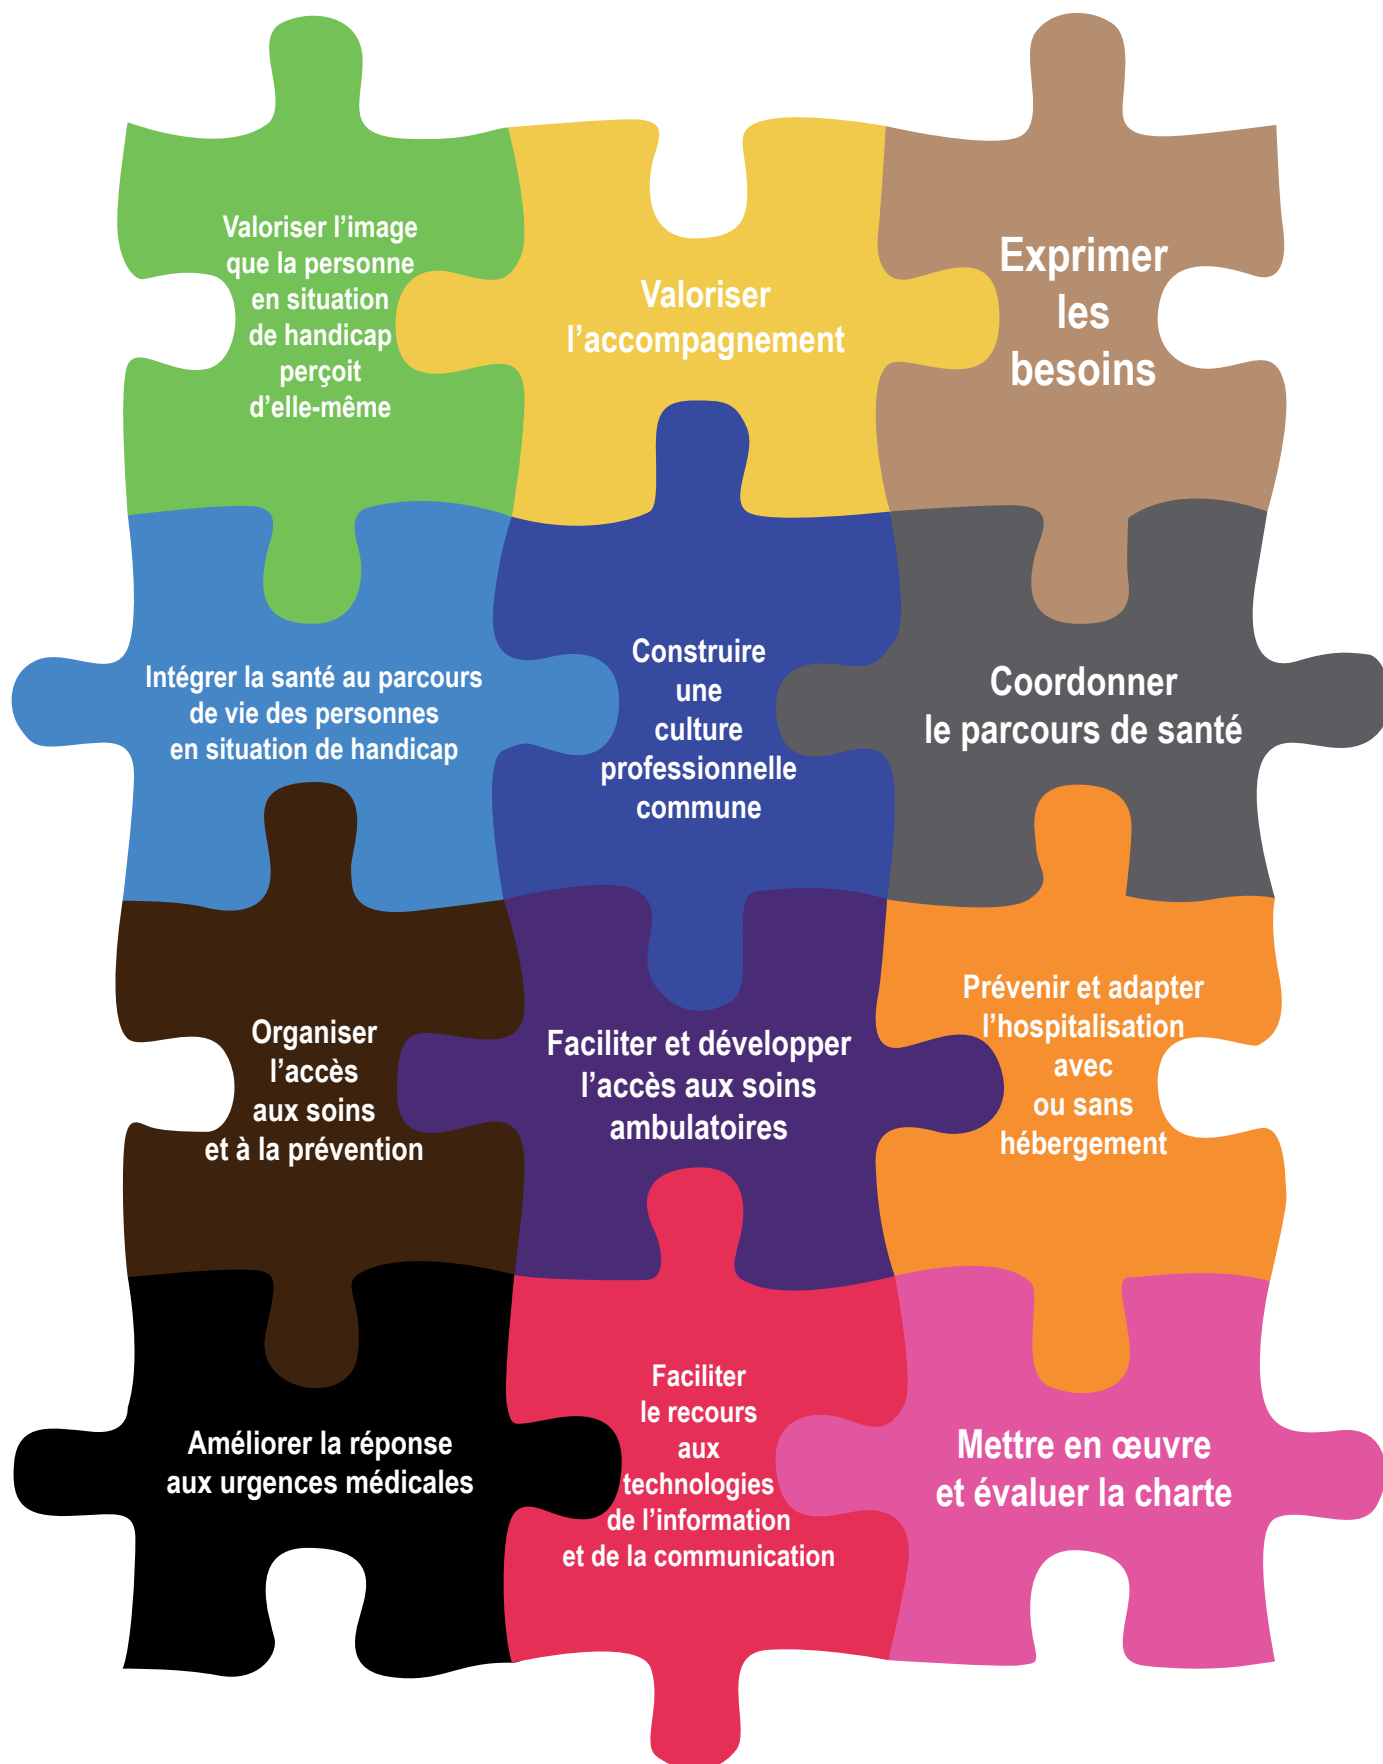 Valoriser l’image
que la personne
en situation
de handicap
perçoit
d’elle-même
Valoriser
l’accompagnement
Exprimer
les
besoins
Intégrer la santé au parcours
de vie des personnes
en situation de handicap
Construire
une
culture
professionnelle
commune
Coordonner
le parcours de santé
Organiser
l’accès
aux soins
et à la prévention
Faciliter et développer
l’accès aux soins
ambulatoires
Prévenir et adapter
l’hospitalisation
avec
ou sans
hébergement
Améliorer la réponse
aux urgences médicales
Faciliter
le recours
aux
technologies
de l’information
et de la communication
Mettre en œuvre
et évaluer la charte